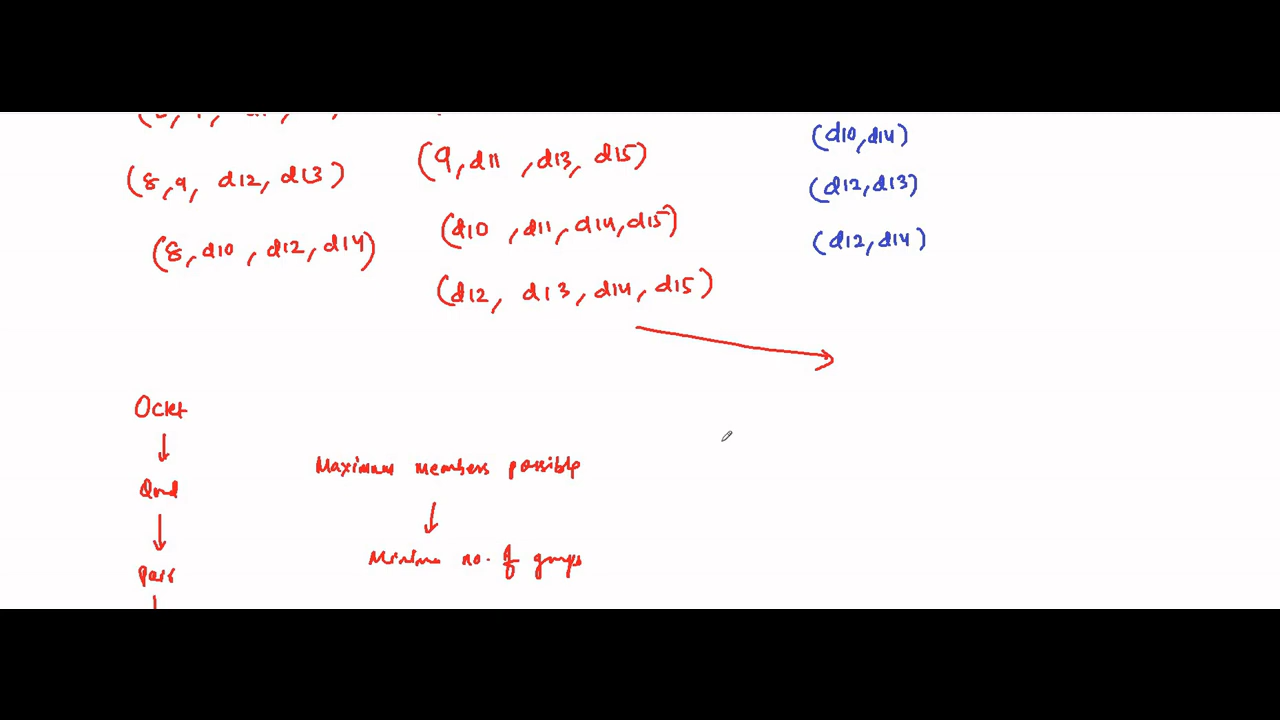 (8, 9, d12, d13)
(8, d10, d12, d14)
(9, d11, d13, d15)
(d10, d11, d14, d15)
(d12, d13, d14, d15)
(d10, d14)
(d12, d13)
(d12, d14)
Octet
↓
Quad
↓
Pair
Maximum members possible
↓
Minimum no. of groups